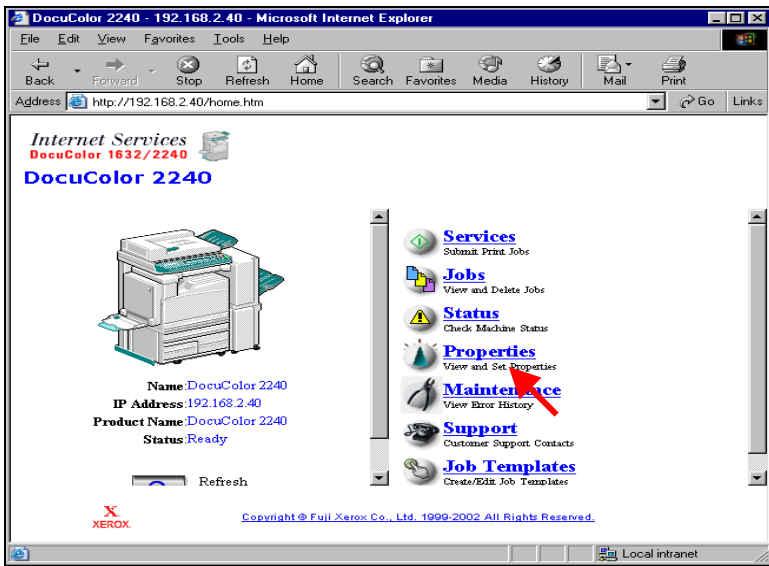 DocuColor 2240 - 192.168.2.40 - Microsoft Internet Explorer
File Edit View Favorites Tools Help
Back Forward Stop Refresh Home Search Favorites Media History Mail Print
Address http://192.168.2.40/home.htm Go Links
Internet Services
DocuColor 1632/2240
DocuColor 2240
Services
Submit Print Jobs
Jobs
View and Delete Jobs
Status
Check Machine Status
Properties
View and Set Properties
Maintenance
View Error History
Support
Customer Support Contacts
Job Templates
Create/Edit Job Templates
Name:DocuColor 2240
IP Address:192.168.2.40
Product Name:DocuColor 2240
Status:Ready
Refresh
X
XEROX.
Copyright © Fuji Xerox Co., Ltd. 1999-2002 All Rights Reserved.
Local intranet